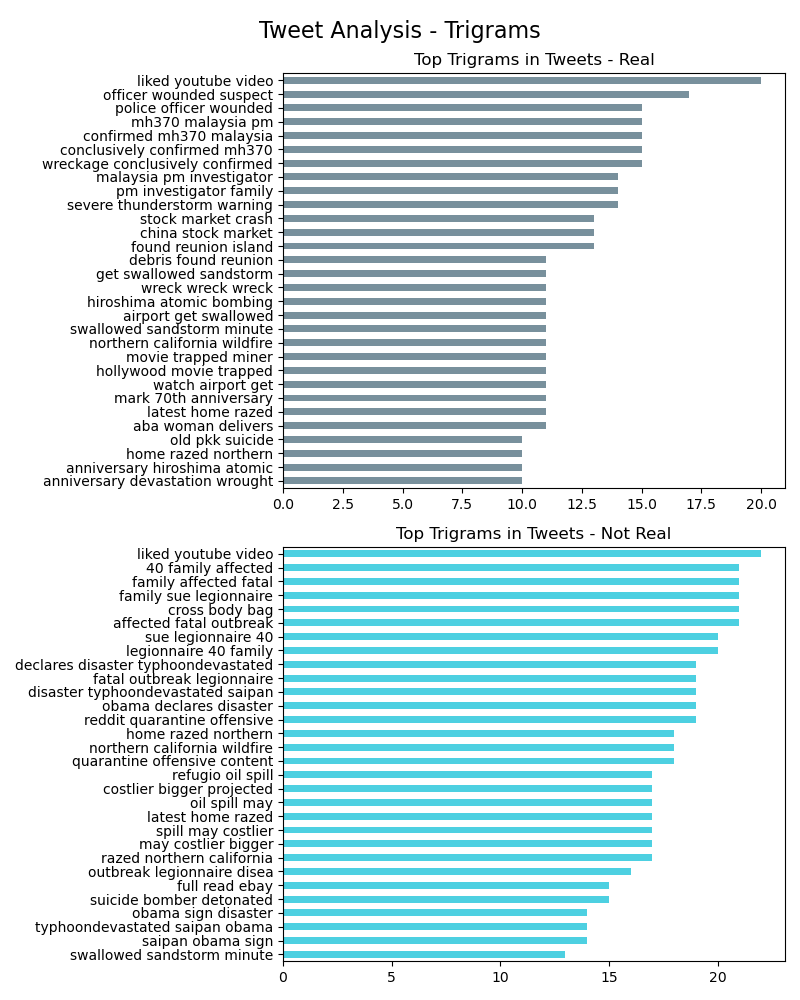 Tweet Analysis - Trigrams
Top Trigrams in Tweets - Real
liked youtube video
officer wounded suspect
police officer wounded
mh370 malaysia pm
confirmed mh370 malaysia
conclusively confirmed mh370
wreckage conclusively confirmed
malaysia pm investigator
pm investigator family
severe thunderstorm warning
stock market crash
china stock market
found reunion island
debris found reunion
get swallowed sandstorm
wreck wreck wreck
hiroshima atomic bombing
airport get swallowed
swallowed sandstorm minute
northern california wildfire
movie trapped miner
hollywood movie trapped
watch airport get
mark 70th anniversary
latest home razed
aba woman delivers
old pkk suicide
home razed northern
anniversary hiroshima atomic
anniversary devastation wrought
0.0 2.5 5.0 7.5 10.0 12.5 15.0 17.5 20.0
Top Trigrams in Tweets - Not Real
liked youtube video
40 family affected
family affected fatal
family sue legionnaire
cross body bag
affected fatal outbreak
sue legionnaire 40
legionnaire 40 family
declares disaster typhoondevastated
fatal outbreak legionnaire
disaster typhoondevastated saipan
obama declares disaster
reddit quarantine offensive
home razed northern
northern california wildfire
quarantine offensive content
refugio oil spill
costlier bigger projected
oil spill may
latest home razed
spill may costlier
may costlier bigger
razed northern california
outbreak legionnaire disea
full read ebay
suicide bomber detonated
obama sign disaster
typhoondevastated saipan obama
saipan obama sign
swallowed sandstorm minute
0 5 10 15 20